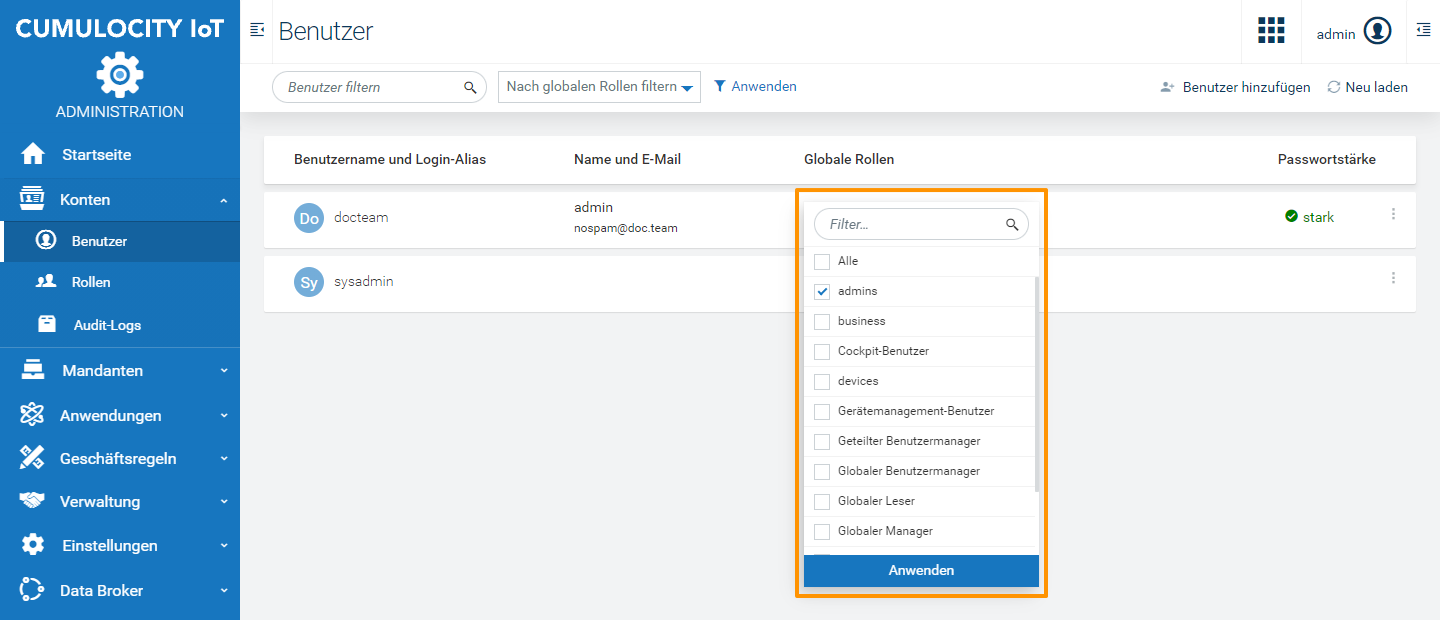 CUMULOCITY IoT
ADMINISTRATION
Startseite
Konten
Benutzer
Rollen
Audit-Logs
Mandanten
Anwendungen
Geschäftsregeln
Verwaltung
Einstellungen
Data Broker
Benutzer
admin
Benutzer filtern
Nach globalen Rollen filtern
Anwenden
Benutzer hinzufügen
Neu laden
Benutzername und Login-Alias
Name und E-Mail
Globale Rollen
Passwortstärke
Do
docteam
admin
nospam@doc.team
stark
Sy
sysadmin
Filter...
Alle
admins
business
Cockpit-Benutzer
devices
Gerätemanagement-Benutzer
Geteilter Benutzermanager
Globaler Benutzermanager
Globaler Leser
Globaler Manager
Anwenden